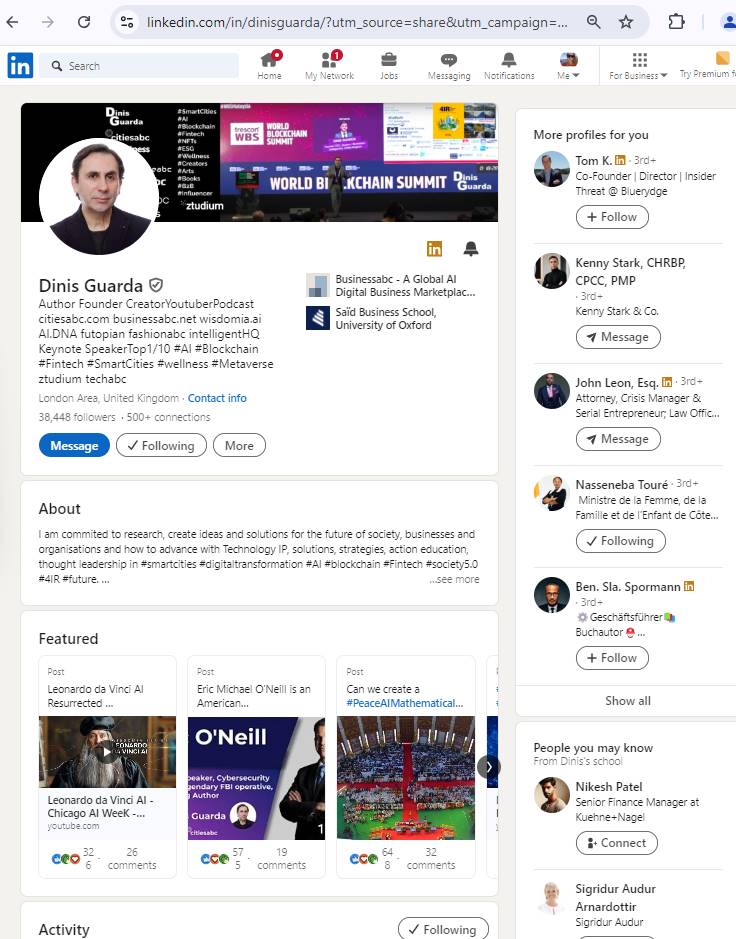 linkedin.com/in/dinisguarda/?utm_source=share&utm_campaign=...
in
Search
Home
1
My Network
Jobs
Messaging
Notifications
Me
For Business
Try Premium f
Dinis
Guarda
citiesabc
#SmartCities
#AI
#Blockchain
#Fintech
#NFTs
#ESG
#Wellness
#Creators
#Arts
#Books
#B2B
#Influencer
ztudium
trescon
WBS
WORLD
BLOCKCHAIN
SUMMIT
4IR
WORLD BLOCKCHAIN SUMMIT
Dinis
Guarda
in
Dinis Guarda
Author Founder CreatorYoutuberPodcast
citiesabc.com businessabc.net wisdomia.ai
AI.DNA futopian fashionabc intelligentHQ
Keynote SpeakerTop1/10 #AI #Blockchain
#Fintech #SmartCities #wellness #Metaverse
ztudium techabc
London Area, United Kingdom · Contact info
38,448 followers · 500+ connections
Message
Following
More
Businessabc - A Global AI
Digital Business Marketplac...
Saïd Business School,
University of Oxford
About
I am commited to research, create ideas and solutions for the future of society, businesses and
organisations and how to advance with Technology IP, solutions, strategies, action education,
thought leadership in #smartcities #digitaltransformation #AI #blockchain #Fintech #society5.0
#4IR #future. ...
...see more
Featured
Post
Leonardo da Vinci AI
Resurrected ...
LEONARDO
DA VINCI AI
Leonardo da Vinci AI -
Chicago AI WeeK -...
youtube.com
32
6
·
26
comments
Post
Eric Michael O'Neill is an
American...
O'Neill
peaker, Cybersecurity
gendary FBI operative,
g Author
Guarda
citiesabc
1
57
5
·
19
comments
Post
Can we create a
#PeaceAIMathematical...
64
8
·
32
comments
Activity
Following
More profiles for you
Tom K. in · 3rd+
Co-Founder | Director | Insider
Threat @ Bluerydge
+ Follow
Kenny Stark, CHRBP,
CPCC, PMP
· 3rd+
Kenny Stark & Co.
Message
John Leon, Esq. in · 3rd+
Attorney, Crisis Manager &
Serial Entrepreneur; Law Offic...
Message
Nasseneba Touré · 3rd+
Ministre de la Femme, de la
Famille et de l'Enfant de Côte...
Following
Ben. Sla. Spormann in
· 3rd+
Geschäftsführer
Buchautor ...
+ Follow
Show all
People you may know
From Dinis's school
Nikesh Patel
Senior Finance Manager at
Kuehne+Nagel
Connect
Sigridur Audur
Arnardottir
Sigridur Audur